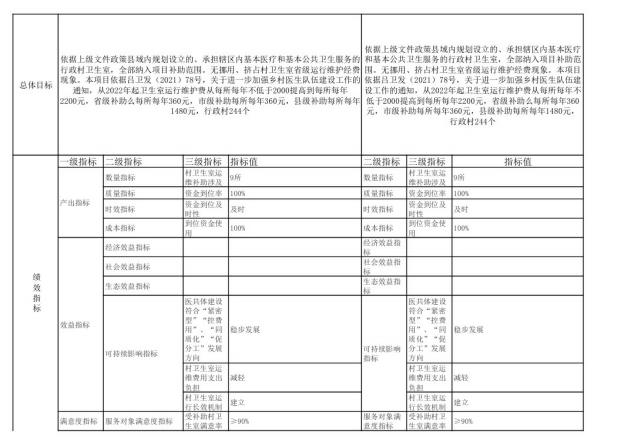 总体目标
依据上级文件政策县域内规划设立的、承担辖区内基本医疗和基本公共卫生服务的
行政村卫生室，全部纳入项目补助范围。无挪用、挤占村卫生室省级运行维护经费
现象。本项目依据吕卫发（2021）78号，关于进一步加强乡村医生队伍建设工作的
通知，从2022年起卫生室运行维护费从每所每年不低于2000提高到每所每年
2200元，省级补助么每所每年360元，市级补助每所每年360元，县级补助每所每年
1480元，行政村244个
依据上级文件政策县域内规划设立的、承担辖区内基本医疗
和基本公共卫生服务的行政村卫生室，全部纳入项目补助范
围。无挪用、挤占村卫生室省级运行维护经费现象。本项目
依据吕卫发（2021）78号，关于进一步加强乡村医生队伍建
设工作的通知，从2022年起卫生室运行维护费从每所每年不
低于2000提高到每所每年2200元，省级补助么每所每年360
元，市级补助每所每年360元，县级补助每所每年1480元，
行政村244个
绩效指标
一级指标 二级指标 三级指标 指标值 二级指标 三级指标 指标值
产出指标
数量指标 村卫生室运
维补助涉及 9所 数量指标 村卫生室运
维补助涉及 9所
质量指标 资金到位率 100% 质量指标 资金到位率 100%
时效指标 资金到位及
时性 及时 时效指标 资金到位及
时性 及时
成本指标 到位资金使
用 100% 成本指标 到位资金使
用 100%
效益指标
经济效益指标 经济效益指
标
社会效益指标 社会效益指
标
生态效益指标 生态效益指
标
可持续影响指标
医共体建设
符合“紧密
型”“控费
用”、“同
质化”“促
分工”发展
方向
稳步发展
可持续影响
指标
医共体建设
符合“紧密
型”“控费
用”、“同
质化”“促
分工”发展
方向
稳步发展
村卫生室运
维费用支出
负担
减轻
村卫生室运
维费用支出
负担
减轻
村卫生室运
行长效机制 建立 村卫生室运
行长效机制 建立
满意度指标 服务对象满意度指标 受补助村卫
生室满意率 ≥90% 服务对象满
意度指标 受补助村卫
生室满意率 ≥90%